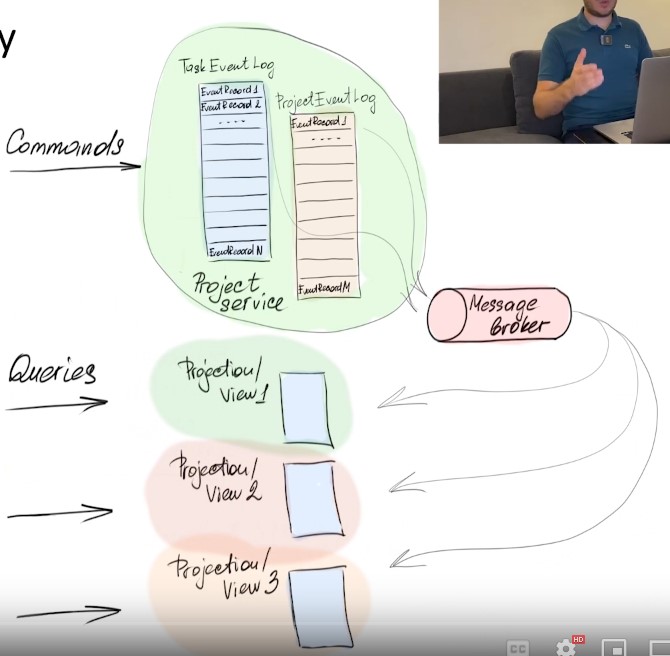 y
Task Event Log
EventRecord 1
EventRecord 2
....
EventRecord N
Project Event Log
EventRecord 1
....
EventRecord M
Project
service
Commands
Message
Broker
Queries
Projection/
View 1
Projection/
View 2
Projection/
View 3
CC
HD